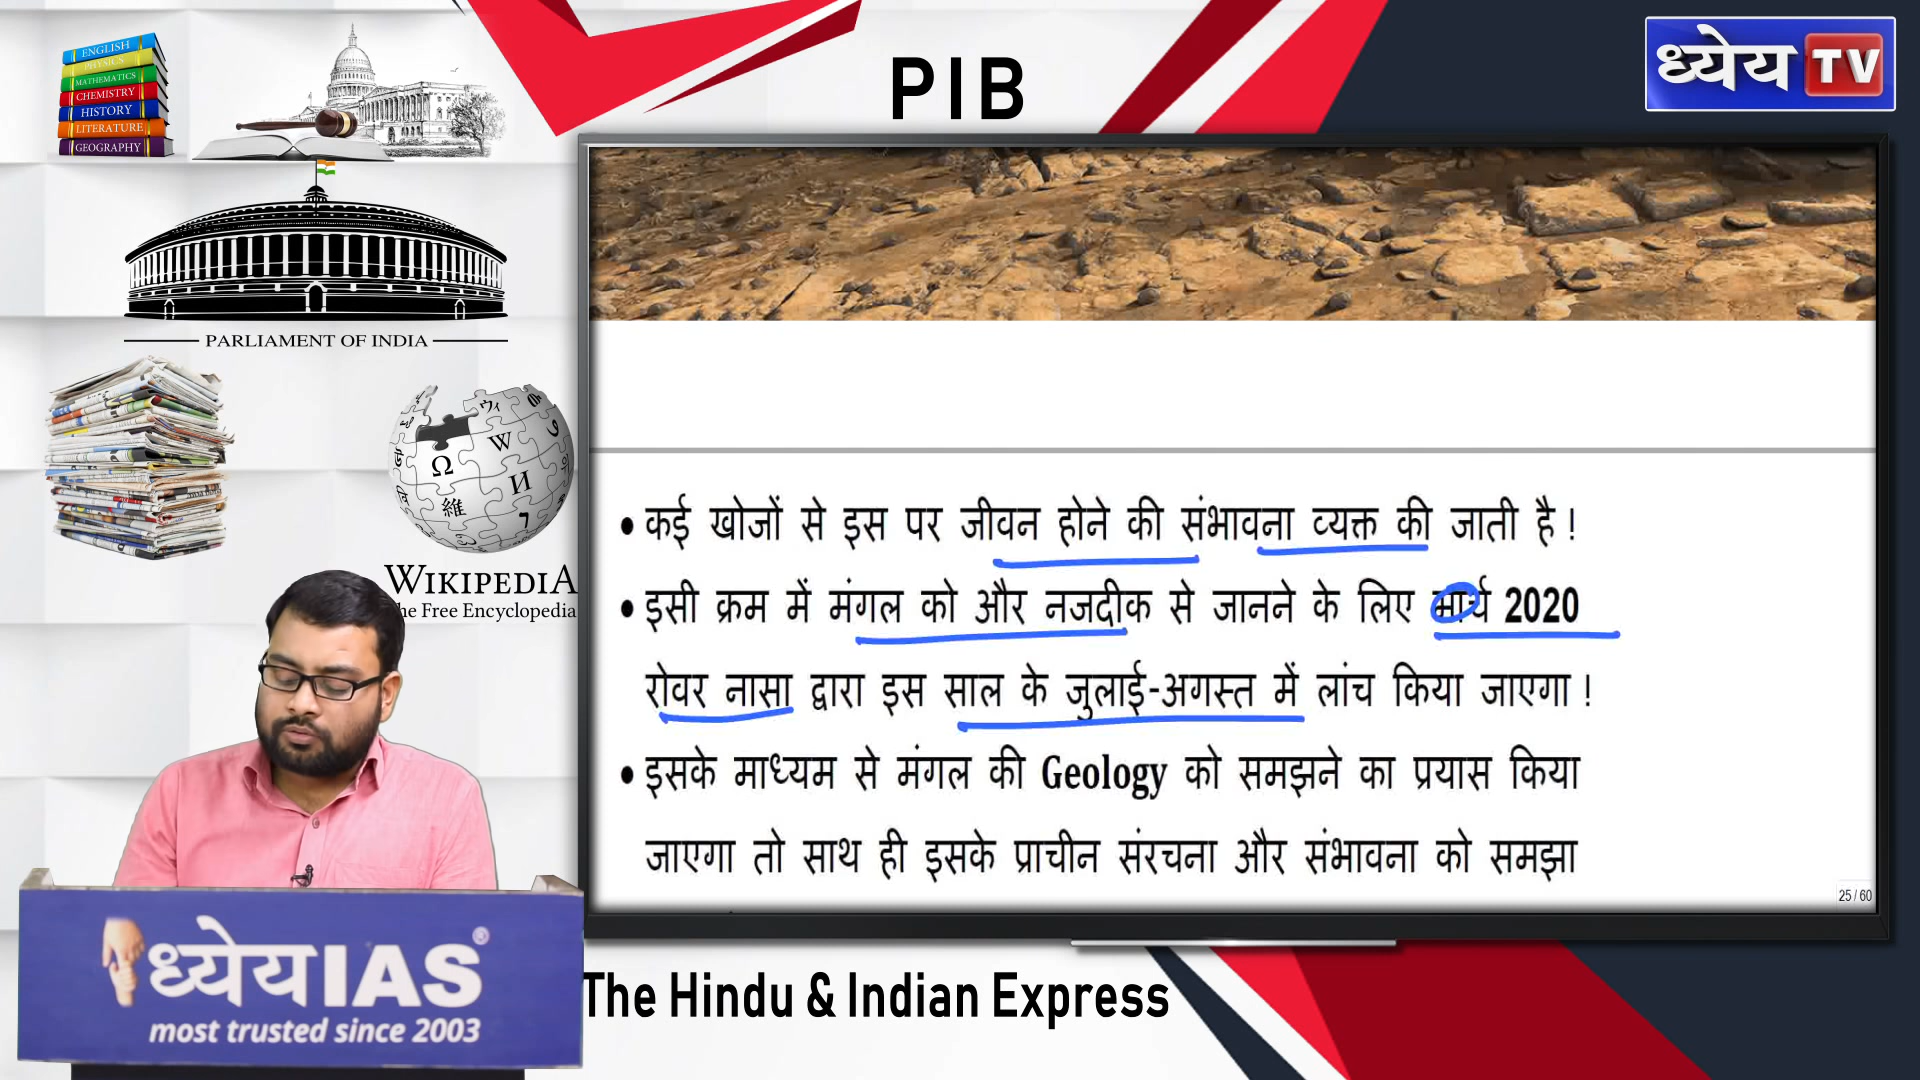 ENGLISH
PHYSICS
MATHEMATICS
CHEMISTRY
HISTORY
LITERATURE
GEOGRAPHY
PIB
ध्येय TV
PARLIAMENT OF INDIA
Ω
W
И
維
WIKIPEDIA
he Free Encyclopedia
• कई खोजों से इस पर जीवन होने की संभावना व्यक्त की जाती है !
• इसी क्रम में मंगल को और नजदीक से जानने के लिए मार्च 2020
रोवर नासा द्वारा इस साल के जुलाई-अगस्त में लांच किया जाएगा !
• इसके माध्यम से मंगल की Geology को समझने का प्रयास किया
जाएगा तो साथ ही इसके प्राचीन संरचना और संभावना को समझा
25 / 60
ध्येय IAS®
most trusted since 2003
The Hindu & Indian Express